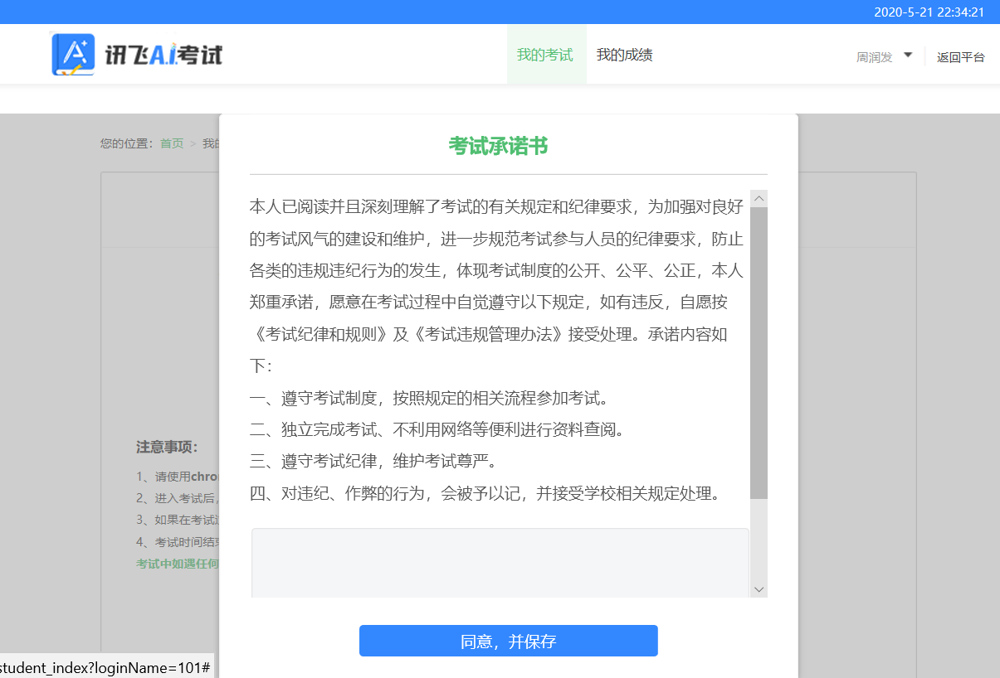 2020-5-21 22:34:21
讯飞A.i.考试
我的考试 我的成绩
周润发 返回平台
您的位置：首页 > 我的
考试承诺书
本人已阅读并且深刻理解了考试的有关规定和纪律要求，为加强对良好
的考试风气的建设和维护，进一步规范考试参与人员的纪律要求，防止
各类的违规违纪行为的发生，体现考试制度的公开、公平、公正，本人
郑重承诺，愿意在考试过程中自觉遵守以下规定，如有违反，自愿按
《考试纪律和规则》及《考试违规管理办法》接受处理。承诺内容如
下：
一、遵守考试制度，按照规定的相关流程参加考试。
二、独立完成考试、不利用网络等便利进行资料查阅。
三、遵守考试纪律，维护考试尊严。
四、对违纪、作弊的行为，会被予以记，并接受学校相关规定处理。
注意事项：
1、请使用chro
2、进入考试后，
3、如果在考试
4、考试时间结
考试中如遇任何
同意，并保存
student_index?loginName=101#